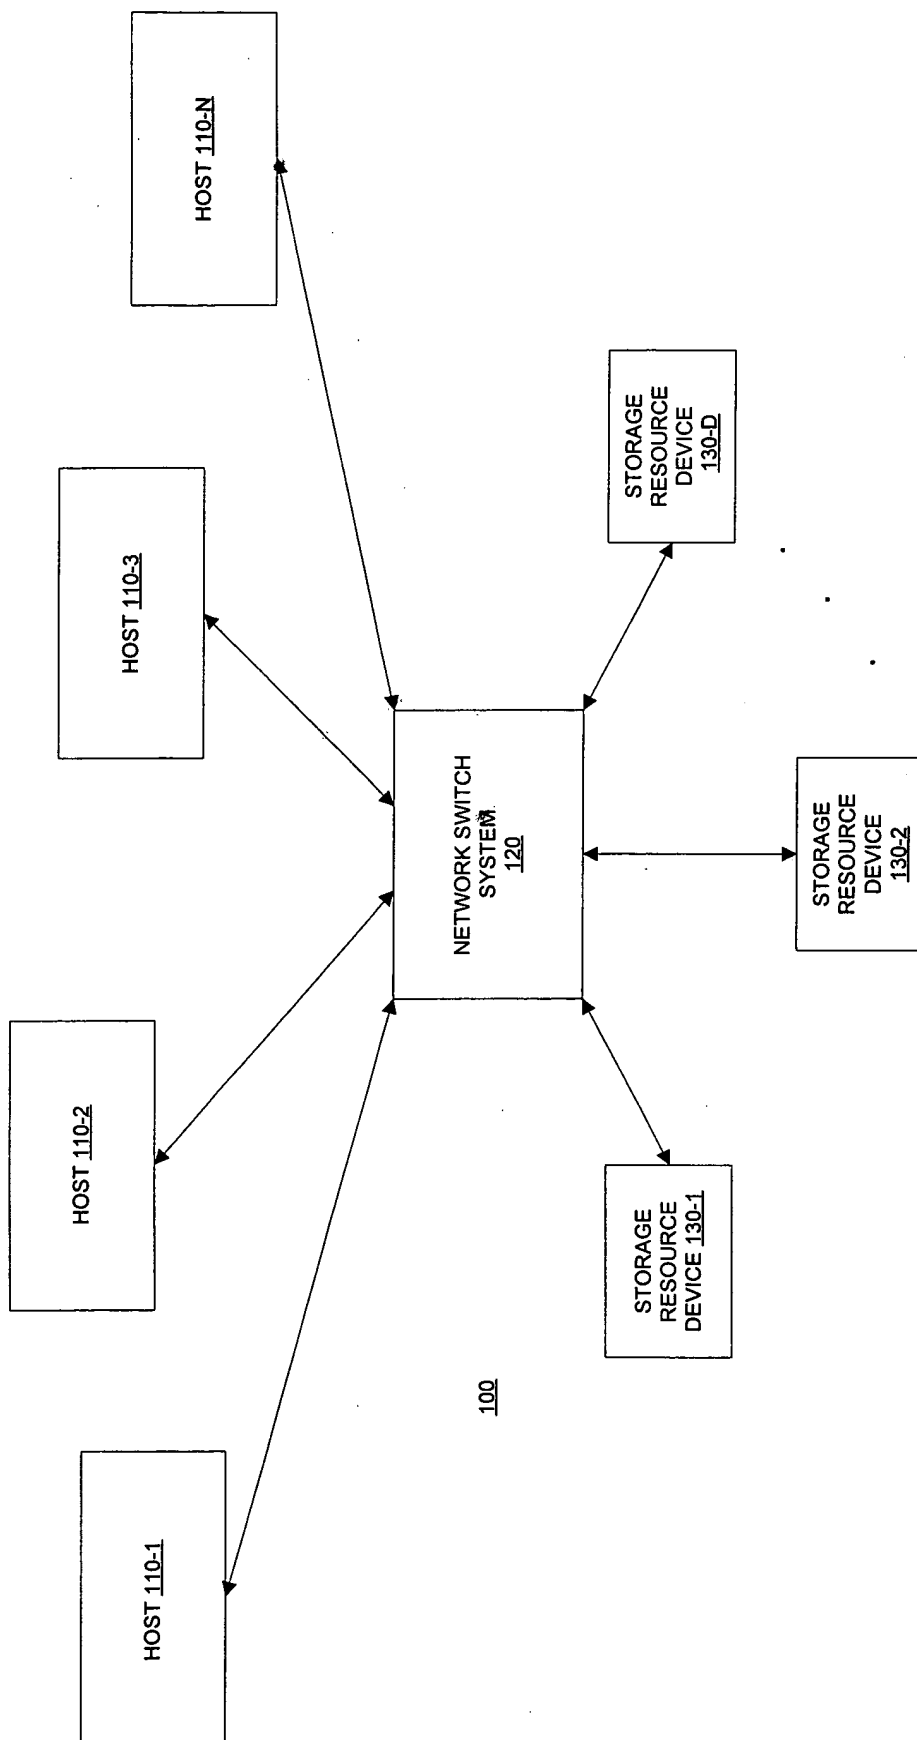 HOST 110-1
HOST 110-2
HOST 110-3
HOST 110-N
NETWORK SWITCH
SYSTEM
120
STORAGE
RESOURCE
DEVICE 130-1
STORAGE
RESOURCE
DEVICE
130-2
STORAGE
RESOURCE
DEVICE
130-D
100